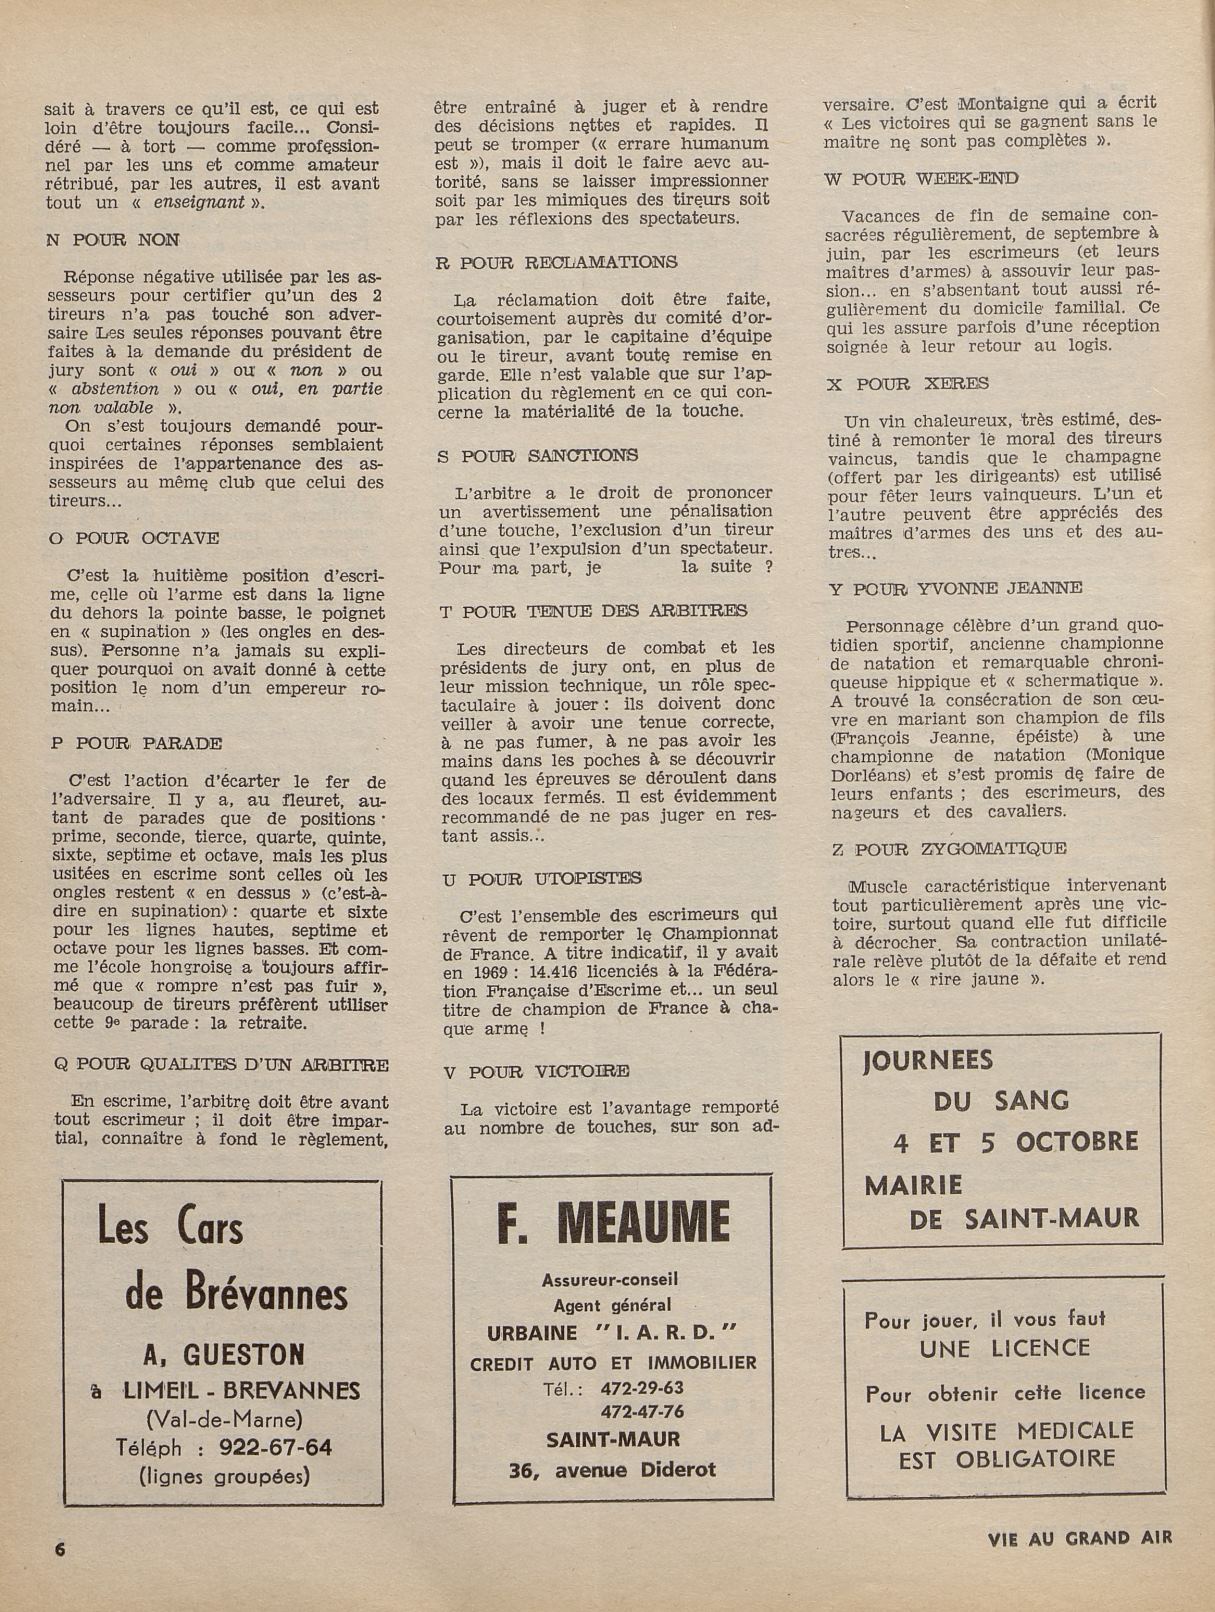 sait à travers ce qu'il est, ce qui est
loin d'être toujours facile... Consi-
déré — à tort — comme profession-
nel par les uns et comme amateur
rétribué, par les autres, il est avant
tout un « enseignant ».
N POUR NON
Réponse négative utilisée par les as-
sesseurs pour certifier qu'un des 2
tireurs n'a pas touché son adver-
saire Les seules réponses pouvant être
faites à la demande du président de
jury sont « oui » ou « non » ou
« abstention » ou « oui, en partie
non valable ».
On s'est toujours demandé pour-
quoi certaines réponses semblaient
inspirées de l'appartenance des as-
sesseurs au même club que celui des
tireurs...
O POUR OCTAVE
C'est la huitième position d'escri-
me, celle où l'arme est dans la ligne
du dehors la pointe basse, le poignet
en « supination » (les ongles en des-
sus). Personne n'a jamais su expli-
quer pourquoi on avait donné à cette
position le nom d'un empereur ro-
main...
P POUR PARADE
C'est l'action d'écarter le fer de
l'adversaire. Il y a, au fleuret, au-
tant de parades que de positions :
prime, seconde, tierce, quarte, quinte,
sixte, septime et octave, mais les plus
usitées en escrime sont celles où les
ongles restent « en dessus » (c'est-à-
dire en supination) : quarte et sixte
pour les lignes hautes, septime et
octave pour les lignes basses. Et com-
me l'école hongroise a toujours affir-
mé que « rompre n'est pas fuir »,
beaucoup de tireurs préfèrent utiliser
cette 9e parade : la retraite.
Q POUR QUALITES D'UN ARBITRE
En escrime, l'arbitre doit être avant
tout escrimeur ; il doit être impar-
tial, connaître à fond le règlement,
être entraîné à juger et à rendre
des décisions nettes et rapides. Il
peut se tromper (« errare humanum
est »), mais il doit le faire aevc au-
torité, sans se laisser impressionner
soit par les mimiques des tireurs soit
par les réflexions des spectateurs.
R POUR RECLAMATIONS
La réclamation doit être faite,
courtoisement auprès du comité d'or-
ganisation, par le capitaine d'équipe
ou le tireur, avant toute remise en
garde. Elle n'est valable que sur l'ap-
plication du règlement en ce qui con-
cerne la matérialité de la touche.
S POUR SANCTIONS
L'arbitre a le droit de prononcer
un avertissement une pénalisation
d'une touche, l'exclusion d'un tireur
ainsi que l'expulsion d'un spectateur.
Pour ma part, je la suite ?
T POUR TENUE DES ARBITRES
Les directeurs de combat et les
présidents de jury ont, en plus de
leur mission technique, un rôle spec-
taculaire à jouer : ils doivent donc
veiller à avoir une tenue correcte,
à ne pas fumer, à ne pas avoir les
mains dans les poches à se découvrir
quand les épreuves se déroulent dans
des locaux fermés. Il est évidemment
recommandé de ne pas juger en res-
tant assis...
U POUR UTOPISTES
C'est l'ensemble des escrimeurs qui
rêvent de remporter le Championnat
de France. A titre indicatif, il y avait
en 1969 : 14.416 licenciés à la Fédéra-
tion Française d'Escrime et... un seul
titre de champion de France à cha-
que arme !
V POUR VICTOIRE
La victoire est l'avantage remporté
au nombre de touches, sur son ad-
versaire. C'est Montaigne qui a écrit
« Les victoires qui se gagnent sans le
maître ne sont pas complètes ».
W POUR WEEK-END
Vacances de fin de semaine con-
sacrées régulièrement, de septembre à
juin, par les escrimeurs (et leurs
maîtres d'armes) à assouvir leur pas-
sion... en s'absentant tout aussi ré-
gulièrement du domicile familial. Ce
qui les assure parfois d'une réception
soignée à leur retour au logis.
X POUR XERES
Un vin chaleureux, très estimé, des-
tiné à remonter le moral des tireurs
vaincus, tandis que le champagne
(offert par les dirigeants) est utilisé
pour fêter leurs vainqueurs. L'un et
l'autre peuvent être appréciés des
maîtres d'armes des uns et des au-
tres...
Y POUR YVONNE JEANNE
Personnage célèbre d'un grand quo-
tidien sportif, ancienne championne
de natation et remarquable chroni-
queuse hippique et « schermatique ».
A trouvé la consécration de son œu-
vre en mariant son champion de fils
(François Jeanne, épéiste) à une
championne de natation (Monique
Dorléans) et s'est promis de faire de
leurs enfants ; des escrimeurs, des
nageurs et des cavaliers.
Z POUR ZYGOMATIQUE
Muscle caractéristique intervenant
tout particulièrement après une vic-
toire, surtout quand elle fut difficile
à décrocher. Sa contraction unilaté-
rale relève plutôt de la défaite et rend
alors le « rire jaune ».
Les Cars
de Brévannes
A, GUESTON
à LIMEIL - BREVANNES
(Val-de-Marne)
Téléph : 922-67-64
(lignes groupées)
F. MEAUME
Assureur-conseil
Agent général
URBAINE "I. A. R. D."
CREDIT AUTO ET IMMOBILIER
Tél. : 472-29-63
472-47-76
SAINT-MAUR
36, avenue Diderot
JOURNEES
DU SANG
4 ET 5 OCTOBRE
MAIRIE
DE SAINT-MAUR
Pour jouer, il vous faut
UNE LICENCE
Pour obtenir cette licence
LA VISITE MEDICALE
EST OBLIGATOIRE
6
VIE AU GRAND AIR